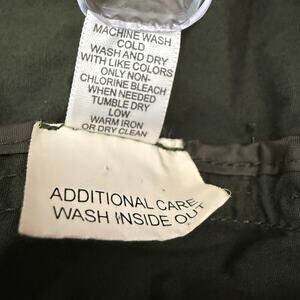 MACHINE WASH
COLD
WASH AND DRY
WITH LIKE COLORS
ONLY NON-
CHLORINE BLEACH
WHEN NEEDED
TUMBLE DRY
LOW
WARM IRON
OR DRY CLEAN
ADDITIONAL CARE
WASH INSIDE OUT